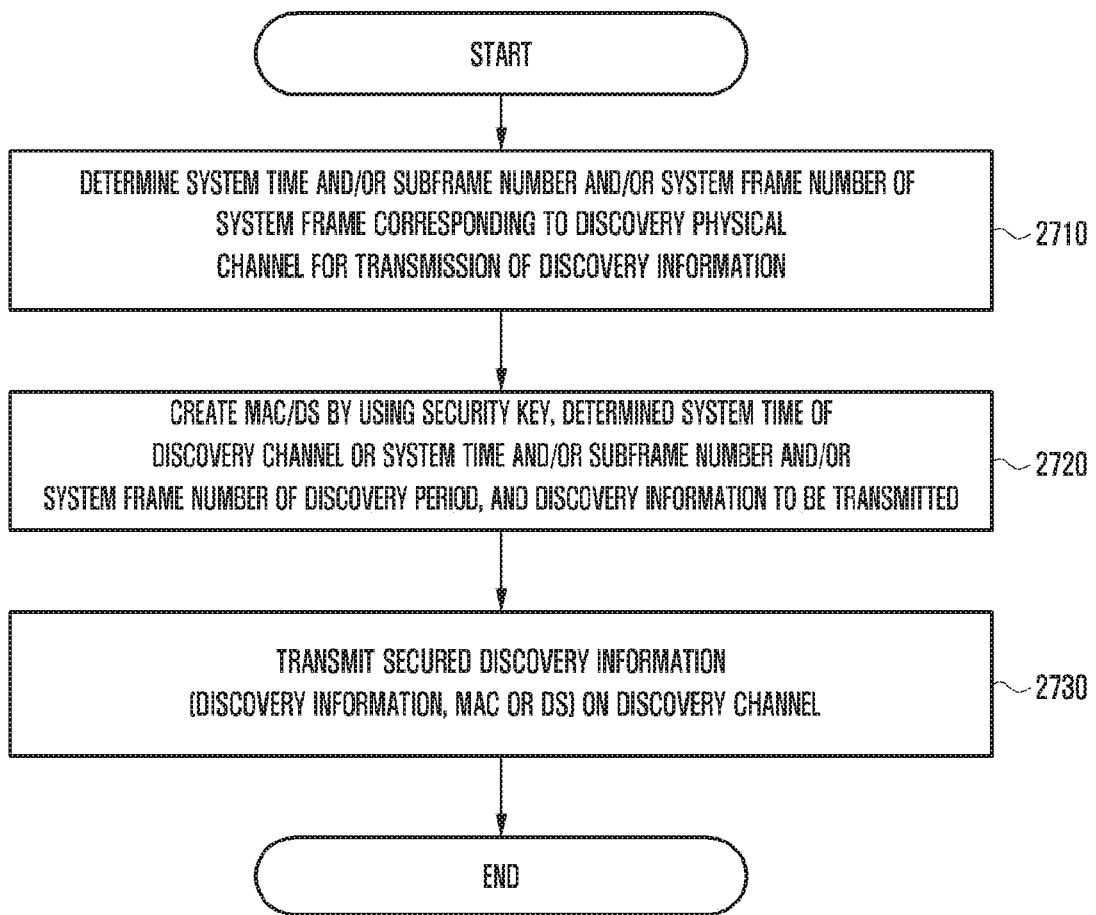 START
DETERMINE SYSTEM TIME AND/OR SUBFRAME NUMBER AND/OR SYSTEM FRAME NUMBER OF
SYSTEM FRAME CORRESPONDING TO DISCOVERY PHYSICAL
CHANNEL FOR TRANSMISSION OF DISCOVERY INFORMATION
2710
CREATE MAC/DS BY USING SECURITY KEY, DETERMINED SYSTEM TIME OF
DISCOVERY CHANNEL OR SYSTEM TIME AND/OR SUBFRAME NUMBER AND/OR
SYSTEM FRAME NUMBER OF DISCOVERY PERIOD, AND DISCOVERY INFORMATION TO BE TRANSMITTED
2720
TRANSMIT SECURED DISCOVERY INFORMATION
(DISCOVERY INFORMATION, MAC OR DS) ON DISCOVERY CHANNEL
2730
END